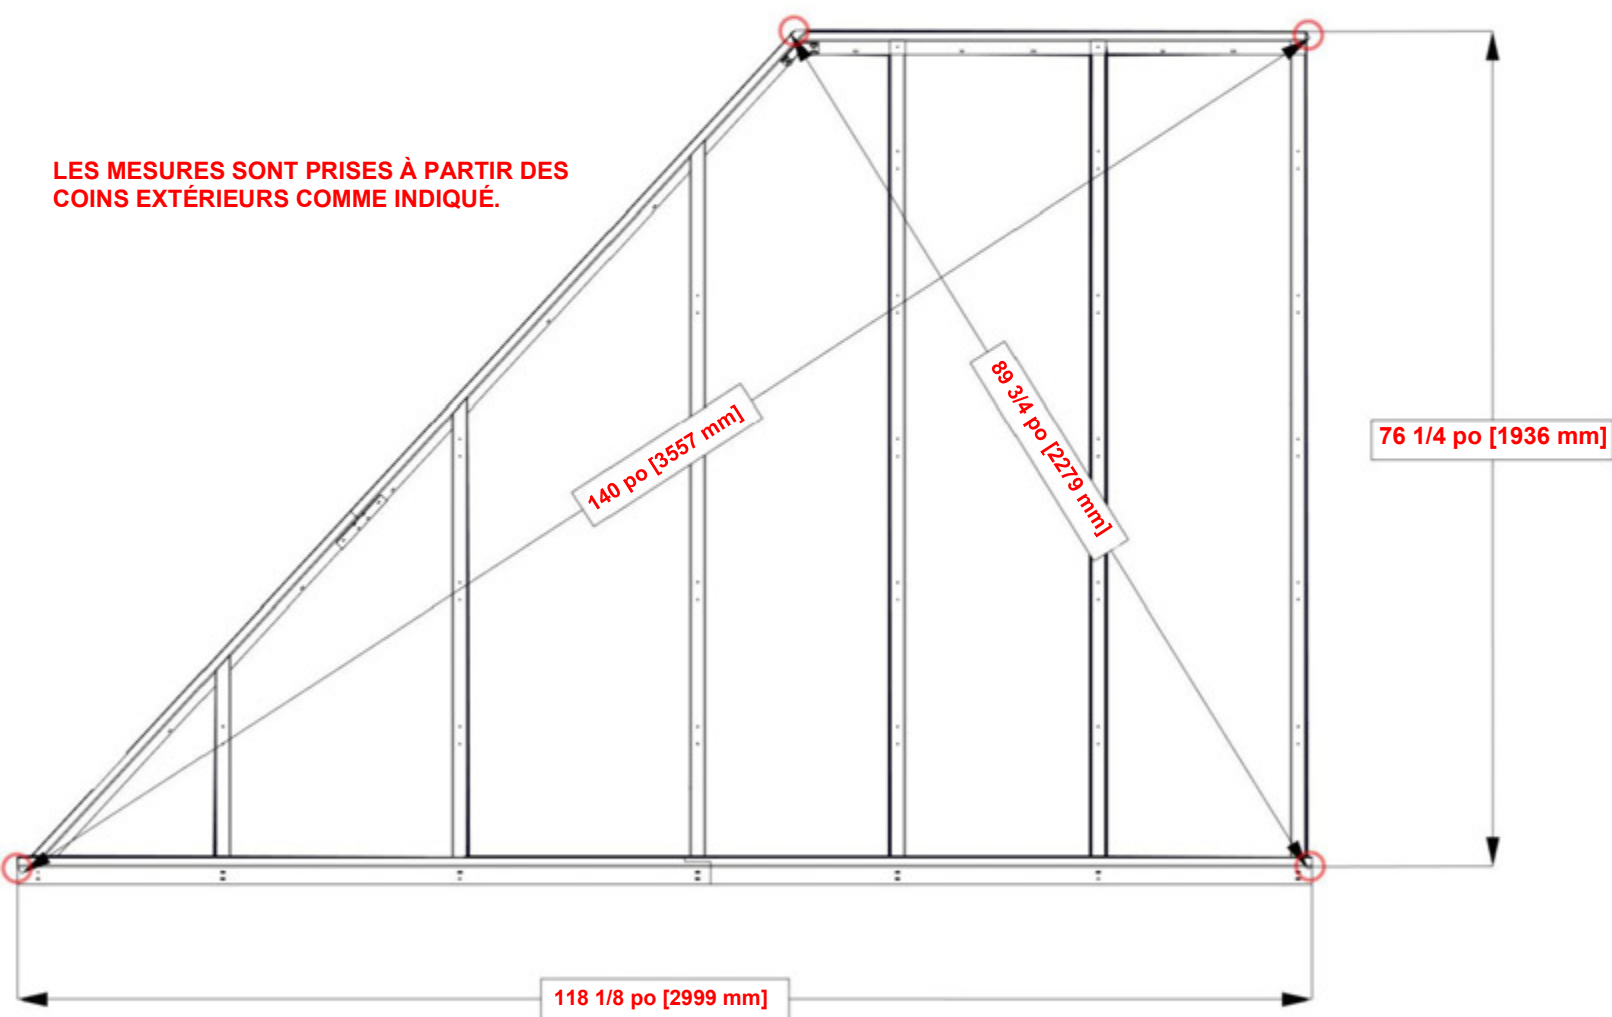 LES MESURES SONT PRISES À PARTIR DES
COINS EXTÉRIEURS COMME INDIQUÉ.
140 po [3557 mm]
89 3/4 po [2279 mm]
76 1/4 po [1936 mm]
118 1/8 po [2999 mm]